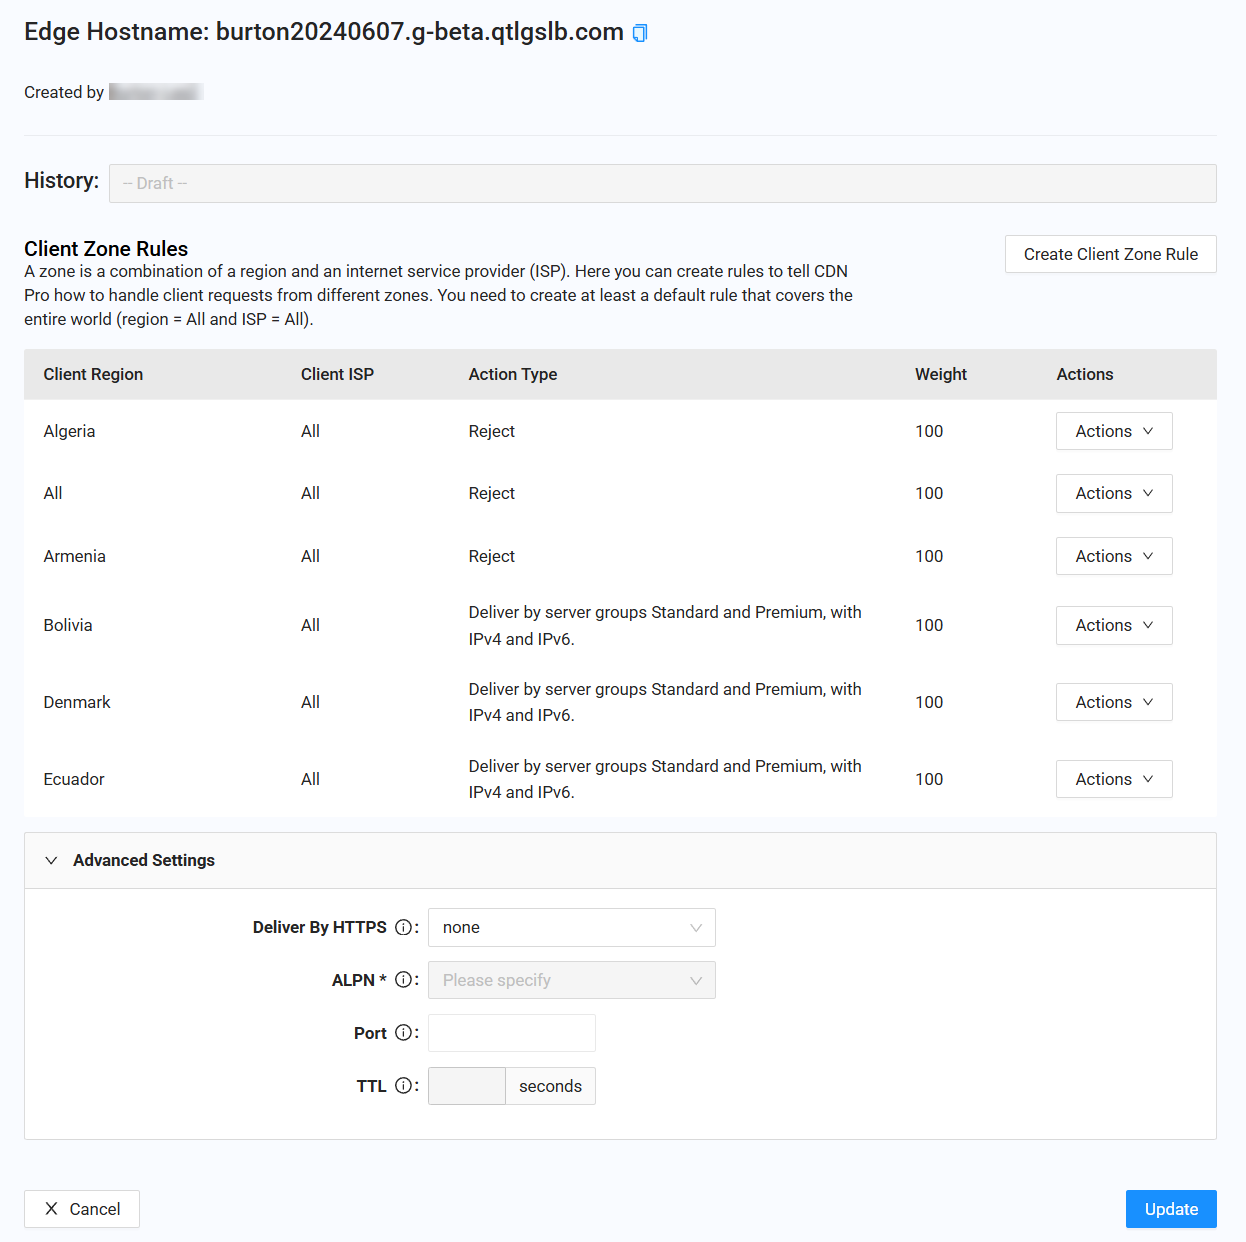 Edge Hostname: burton20240607.g-beta.qtlgslb.com
Created by
History: -- Draft --
Client Zone Rules
Create Client Zone Rule
A zone is a combination of a region and an internet service provider (ISP). Here you can create rules to tell CDN
Pro how to handle client requests from different zones. You need to create at least a default rule that covers the
entire world (region = All and ISP = All).
Client Region Client ISP Action Type Weight Actions
Algeria All Reject 100 Actions
All All Reject 100 Actions
Armenia All Reject 100 Actions
Bolivia All Deliver by server groups Standard and Premium, with
IPv4 and IPv6. 100 Actions
Denmark All Deliver by server groups Standard and Premium, with
IPv4 and IPv6. 100 Actions
Ecuador All Deliver by server groups Standard and Premium, with
IPv4 and IPv6. 100 Actions
Advanced Settings
Deliver By HTTPS : none
ALPN * : Please specify
Port :
TTL : seconds
Cancel
Update